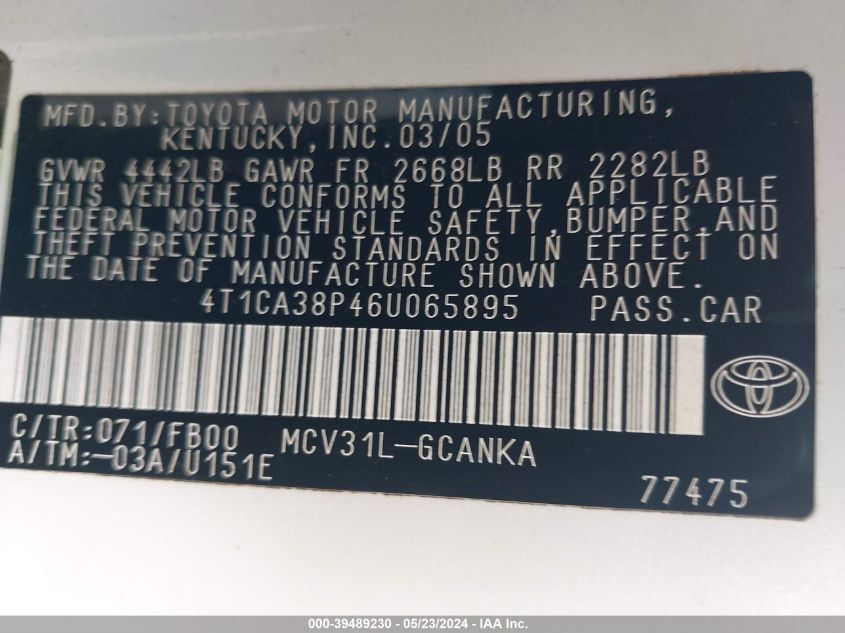 MFD.BY:TOYOTA MOTOR MANUFACTURING,
KENTUCKY,INC.03/05
GVWR 4442LB GAWR FR 2668LB RR 2282LB
THIS VEHICLE CONFORMS TO ALL APPLICABLE
FEDERAL MOTOR VEHICLE SAFETY,BUMPER,AND
THEFT PREVENTION STANDARDS IN EFFECT ON
THE DATE OF MANUFACTURE SHOWN ABOVE.
4T1CA38P46U065895 PASS.CAR
C/TR:071/FB00 MCV31L-GCANKA
A/TM:-03A/U151E
77475
000-39489230 - 05/23/2024 - IAA Inc.